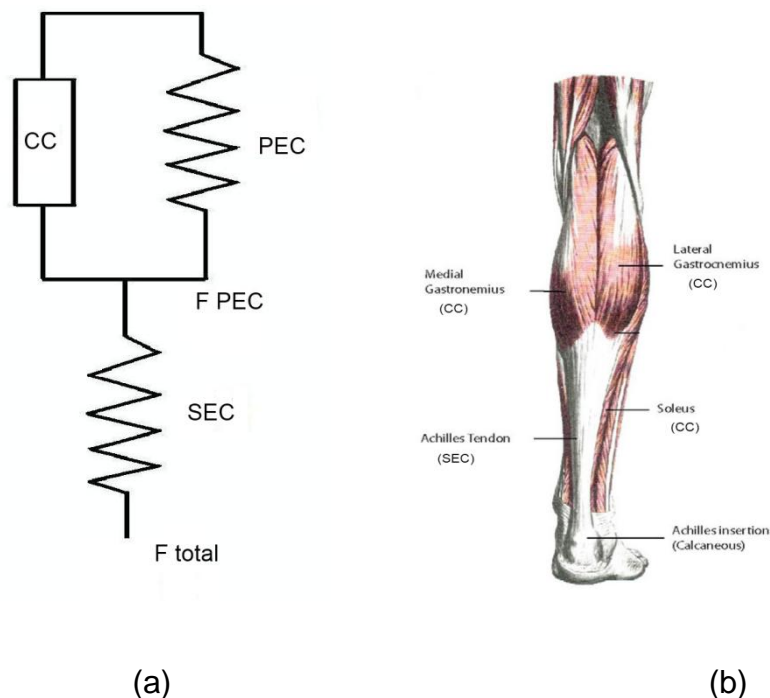 CC
PEC
F PEC
SEC
F total
(a)
Medial
Gastronemius
(CC)
Lateral
Gastrocnemius
(CC)
Soleus
(CC)
Achilles Tendon
(SEC)
Achilles insertion
(Calcaneous)
(b)